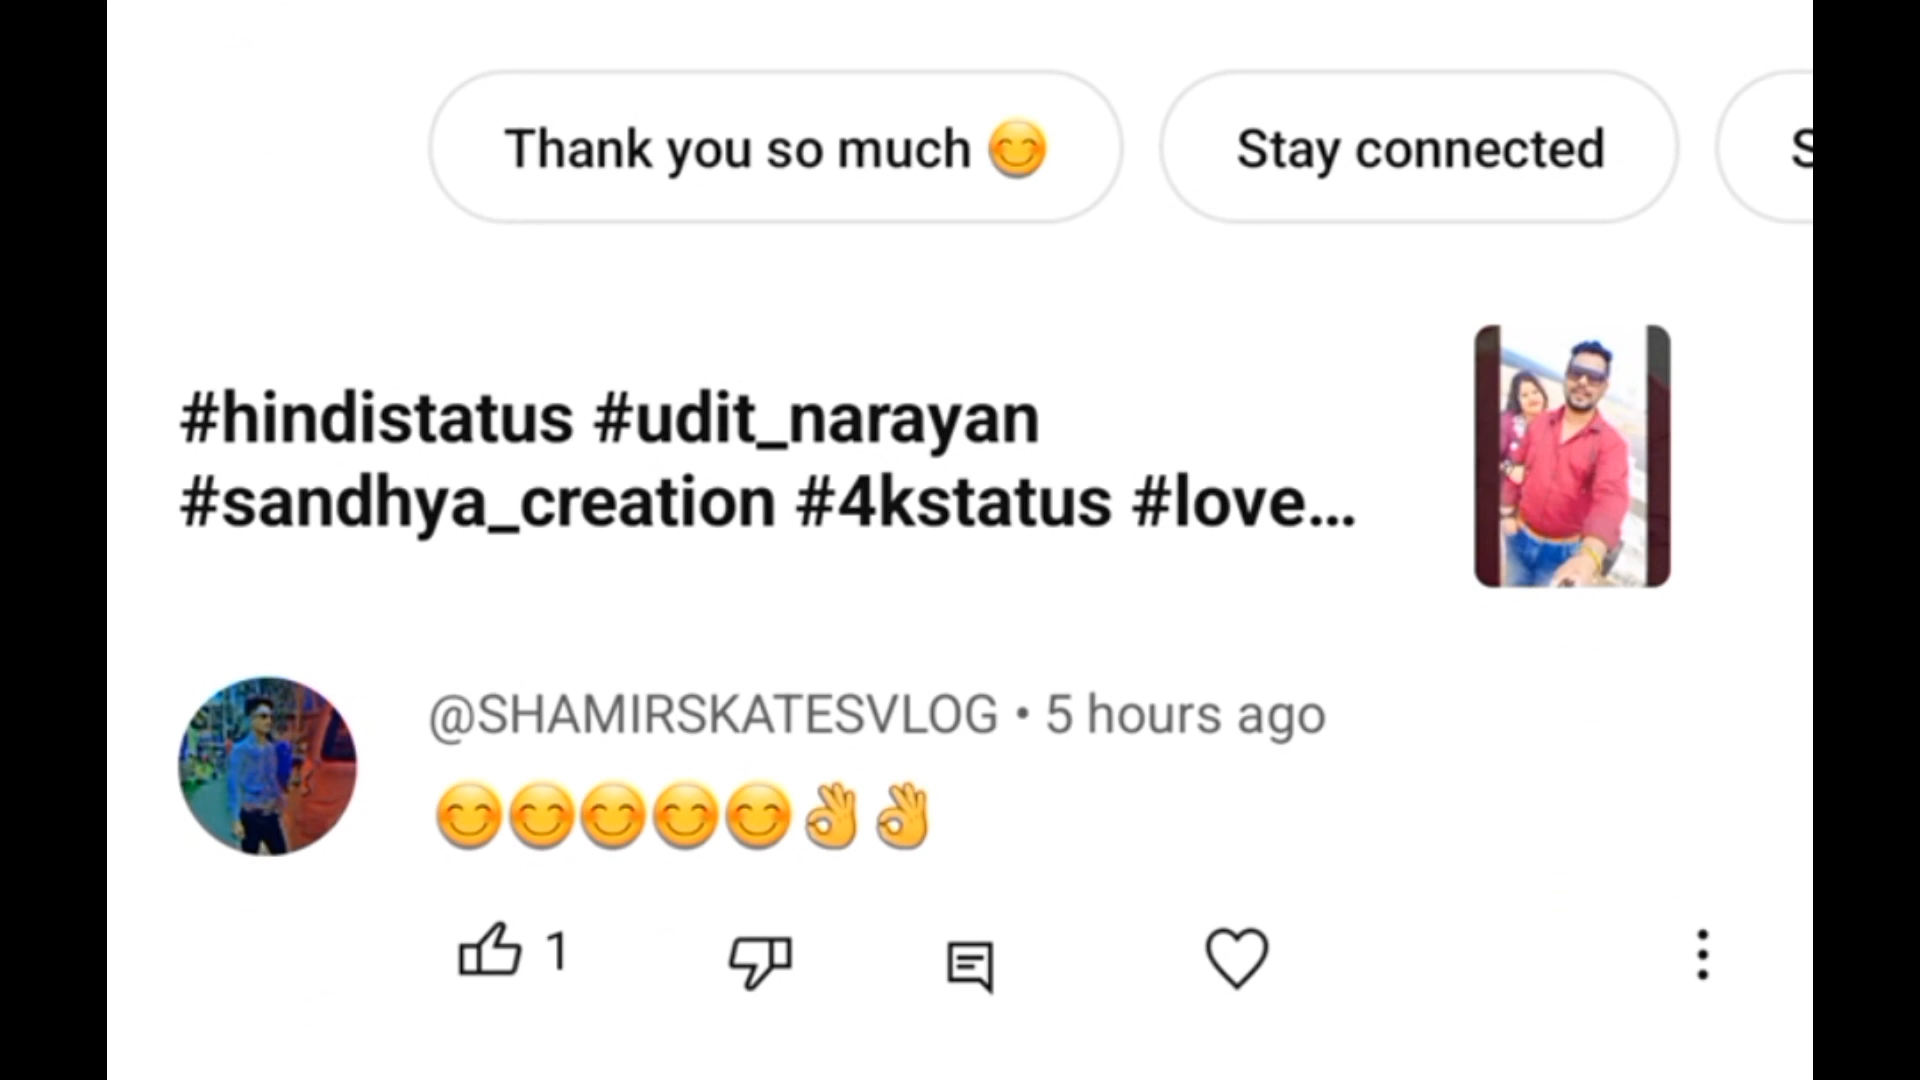 Thank you so much 😊 Stay connected S
#hindistatus #udit_narayan
#sandhya_creation #4kstatus #love...
@SHAMIRSKATESVLOG • 5 hours ago
😊😊😊😊😊👌👌
1